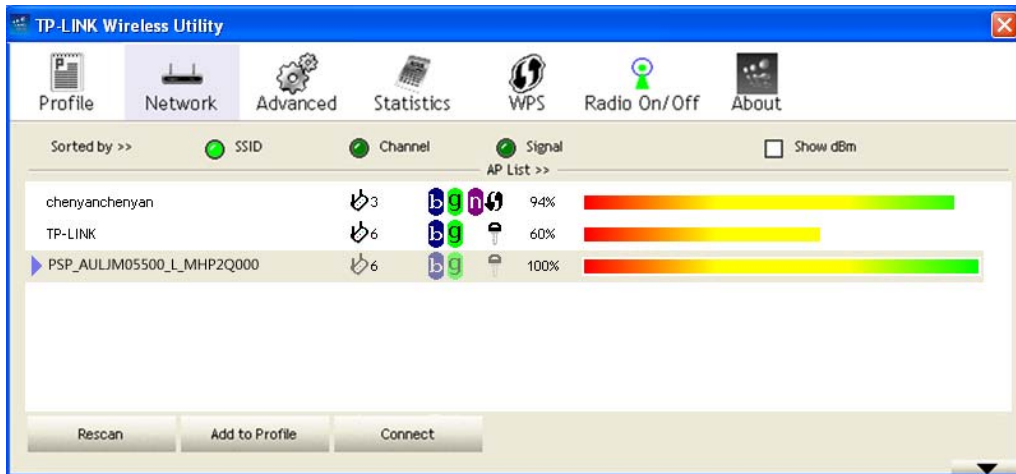 TP-LINK Wireless Utility
Profile Network Advanced Statistics WPS Radio On/Off About
Sorted by >> SSID Channel Signal Show dBm
AP List >>
chenyanchenyan 3 b g n 94%
TP-LINK 6 b g 60%
PSP_AULJM05500_L_MHP2Q000 6 b g 100%
Rescan Add to Profile Connect